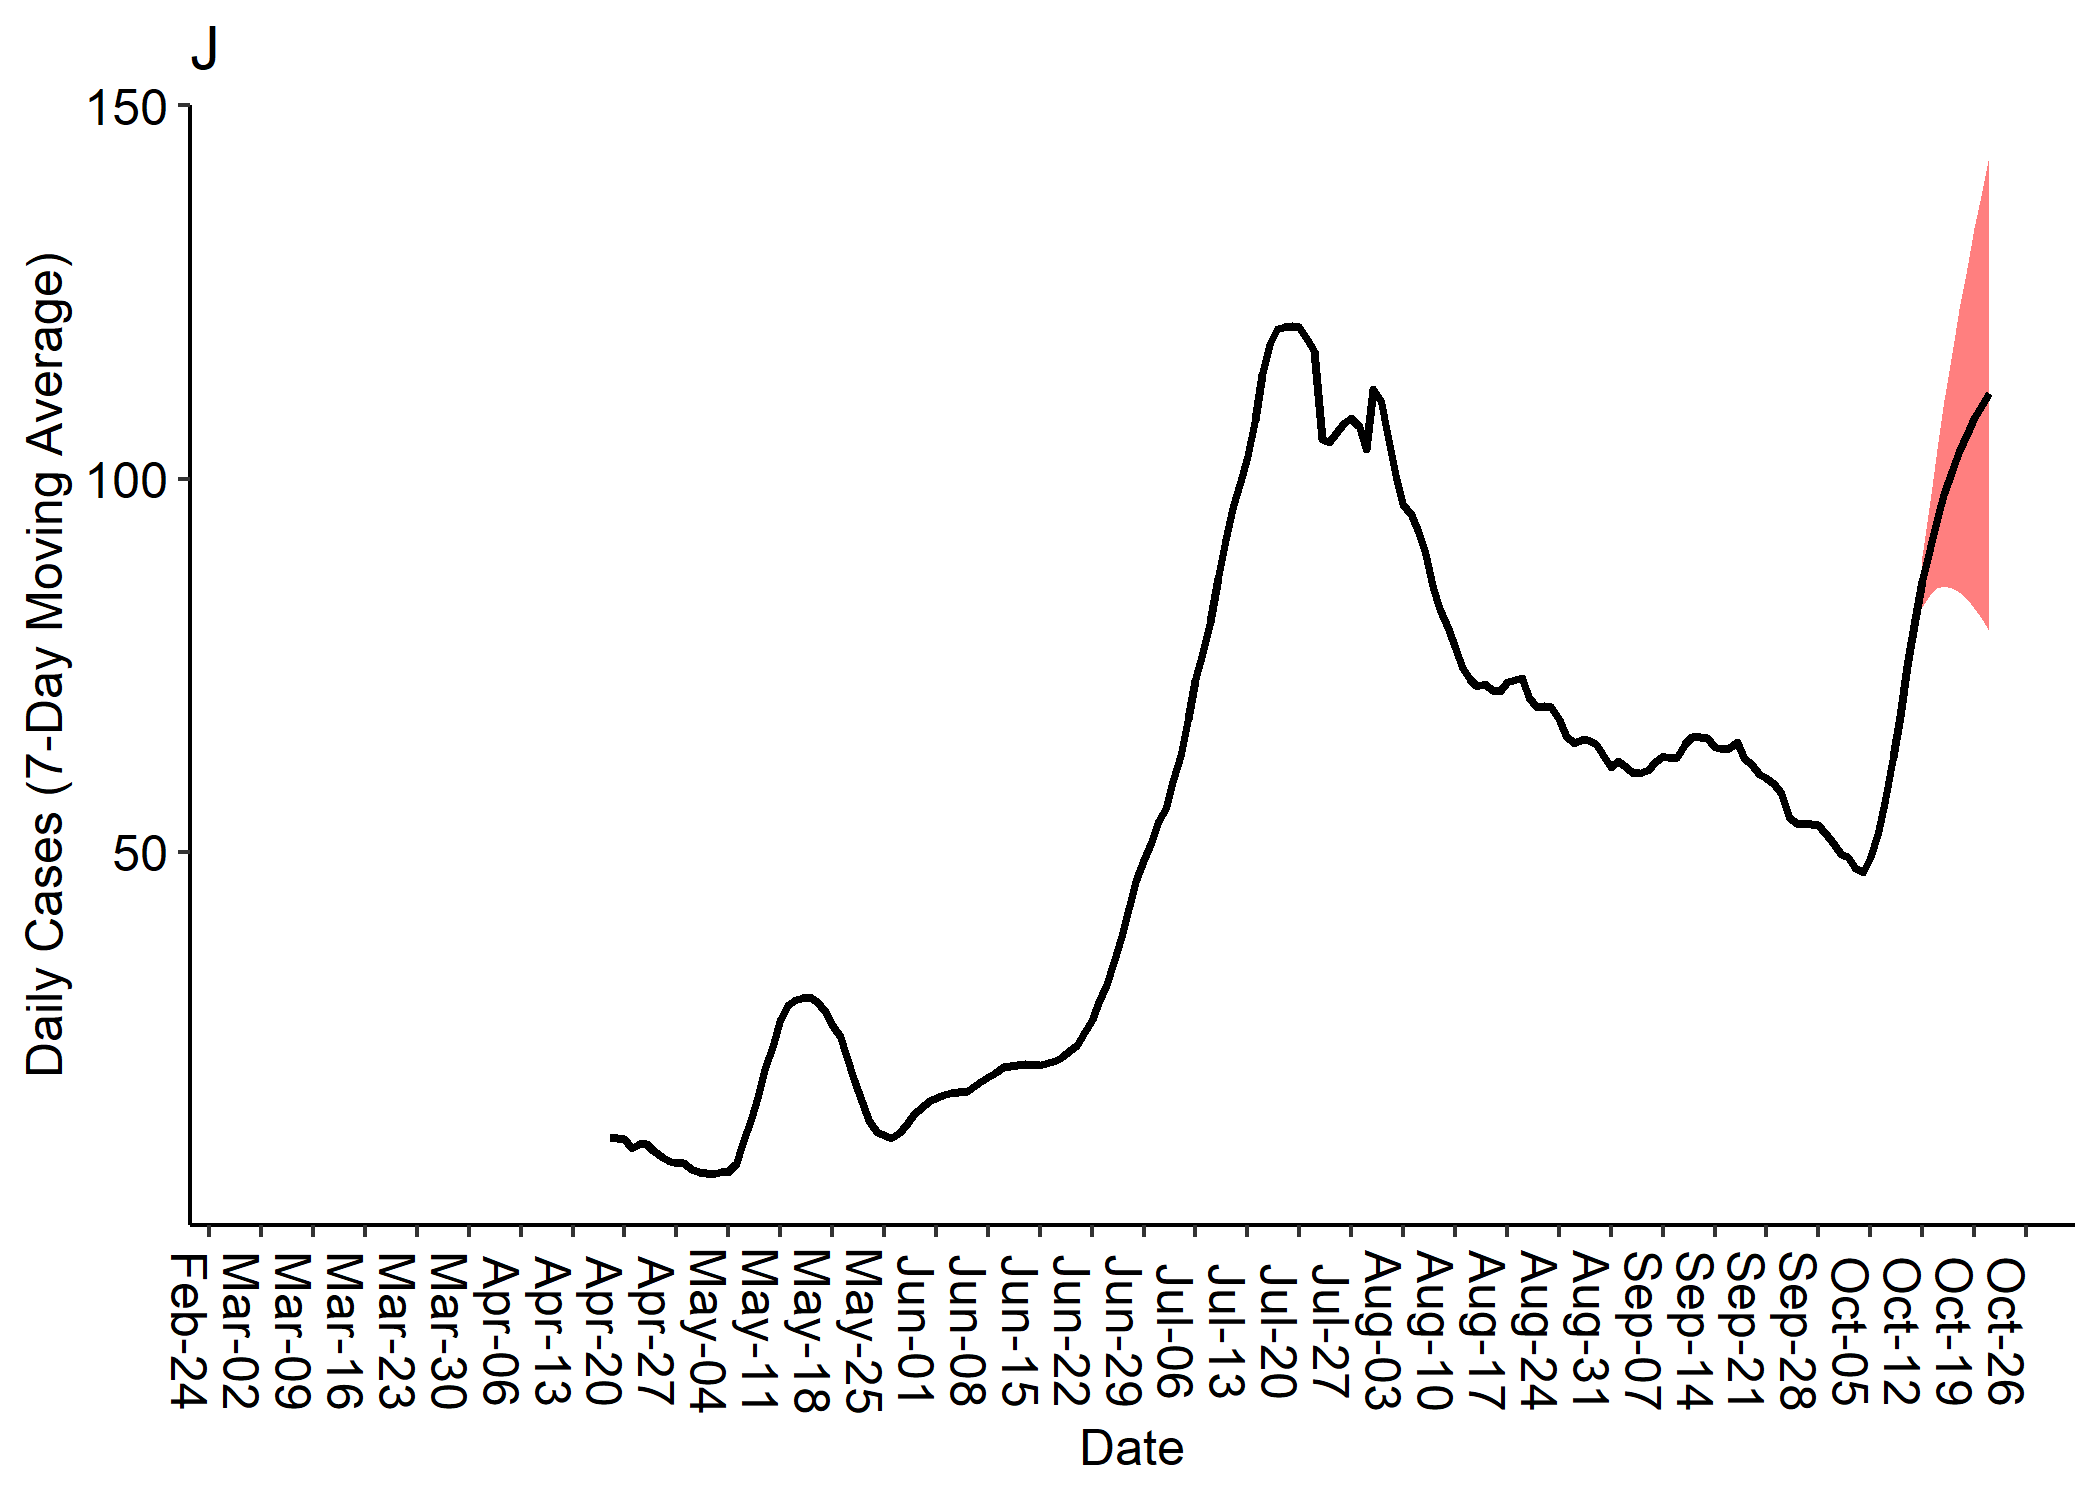 J
150
100
50
Daily Cases (7-Day Moving Average)
Feb-24
Mar-02
Mar-09
Mar-16
Mar-23
Mar-30
Apr-06
Apr-13
Apr-20
Apr-27
May-04
May-11
May-18
May-25
Jun-01
Jun-08
Jun-15
Jun-22
Jun-29
Jul-06
Jul-13
Jul-20
Jul-27
Aug-03
Aug-10
Aug-17
Aug-24
Aug-31
Sep-07
Sep-14
Sep-21
Sep-28
Oct-05
Oct-12
Oct-19
Oct-26
Date